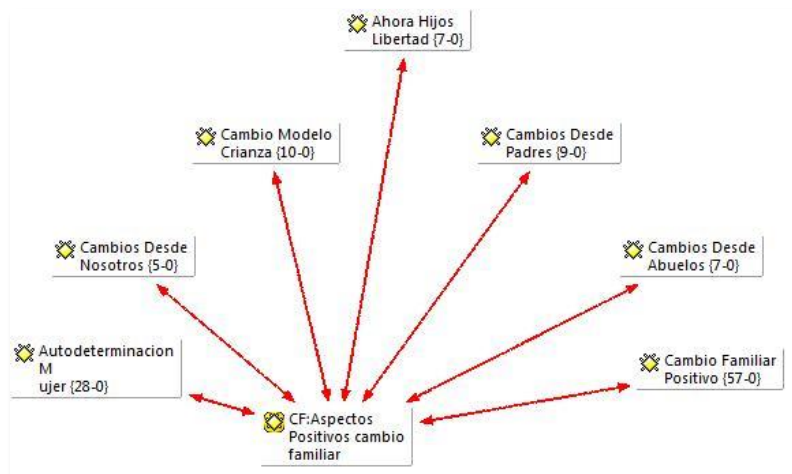 Ahora Hijos
Libertad {7-0}
Cambio Modelo
Crianza {10-0}
Cambios Desde
Padres {9-0}
Cambios Desde
Nosotros {5-0}
Cambios Desde
Abuelos {7-0}
Autodeterminacion
M
ujer {28-0}
Cambio Familiar
Positivo {57-0}
CF:Aspectos
Positivos cambio
familiar